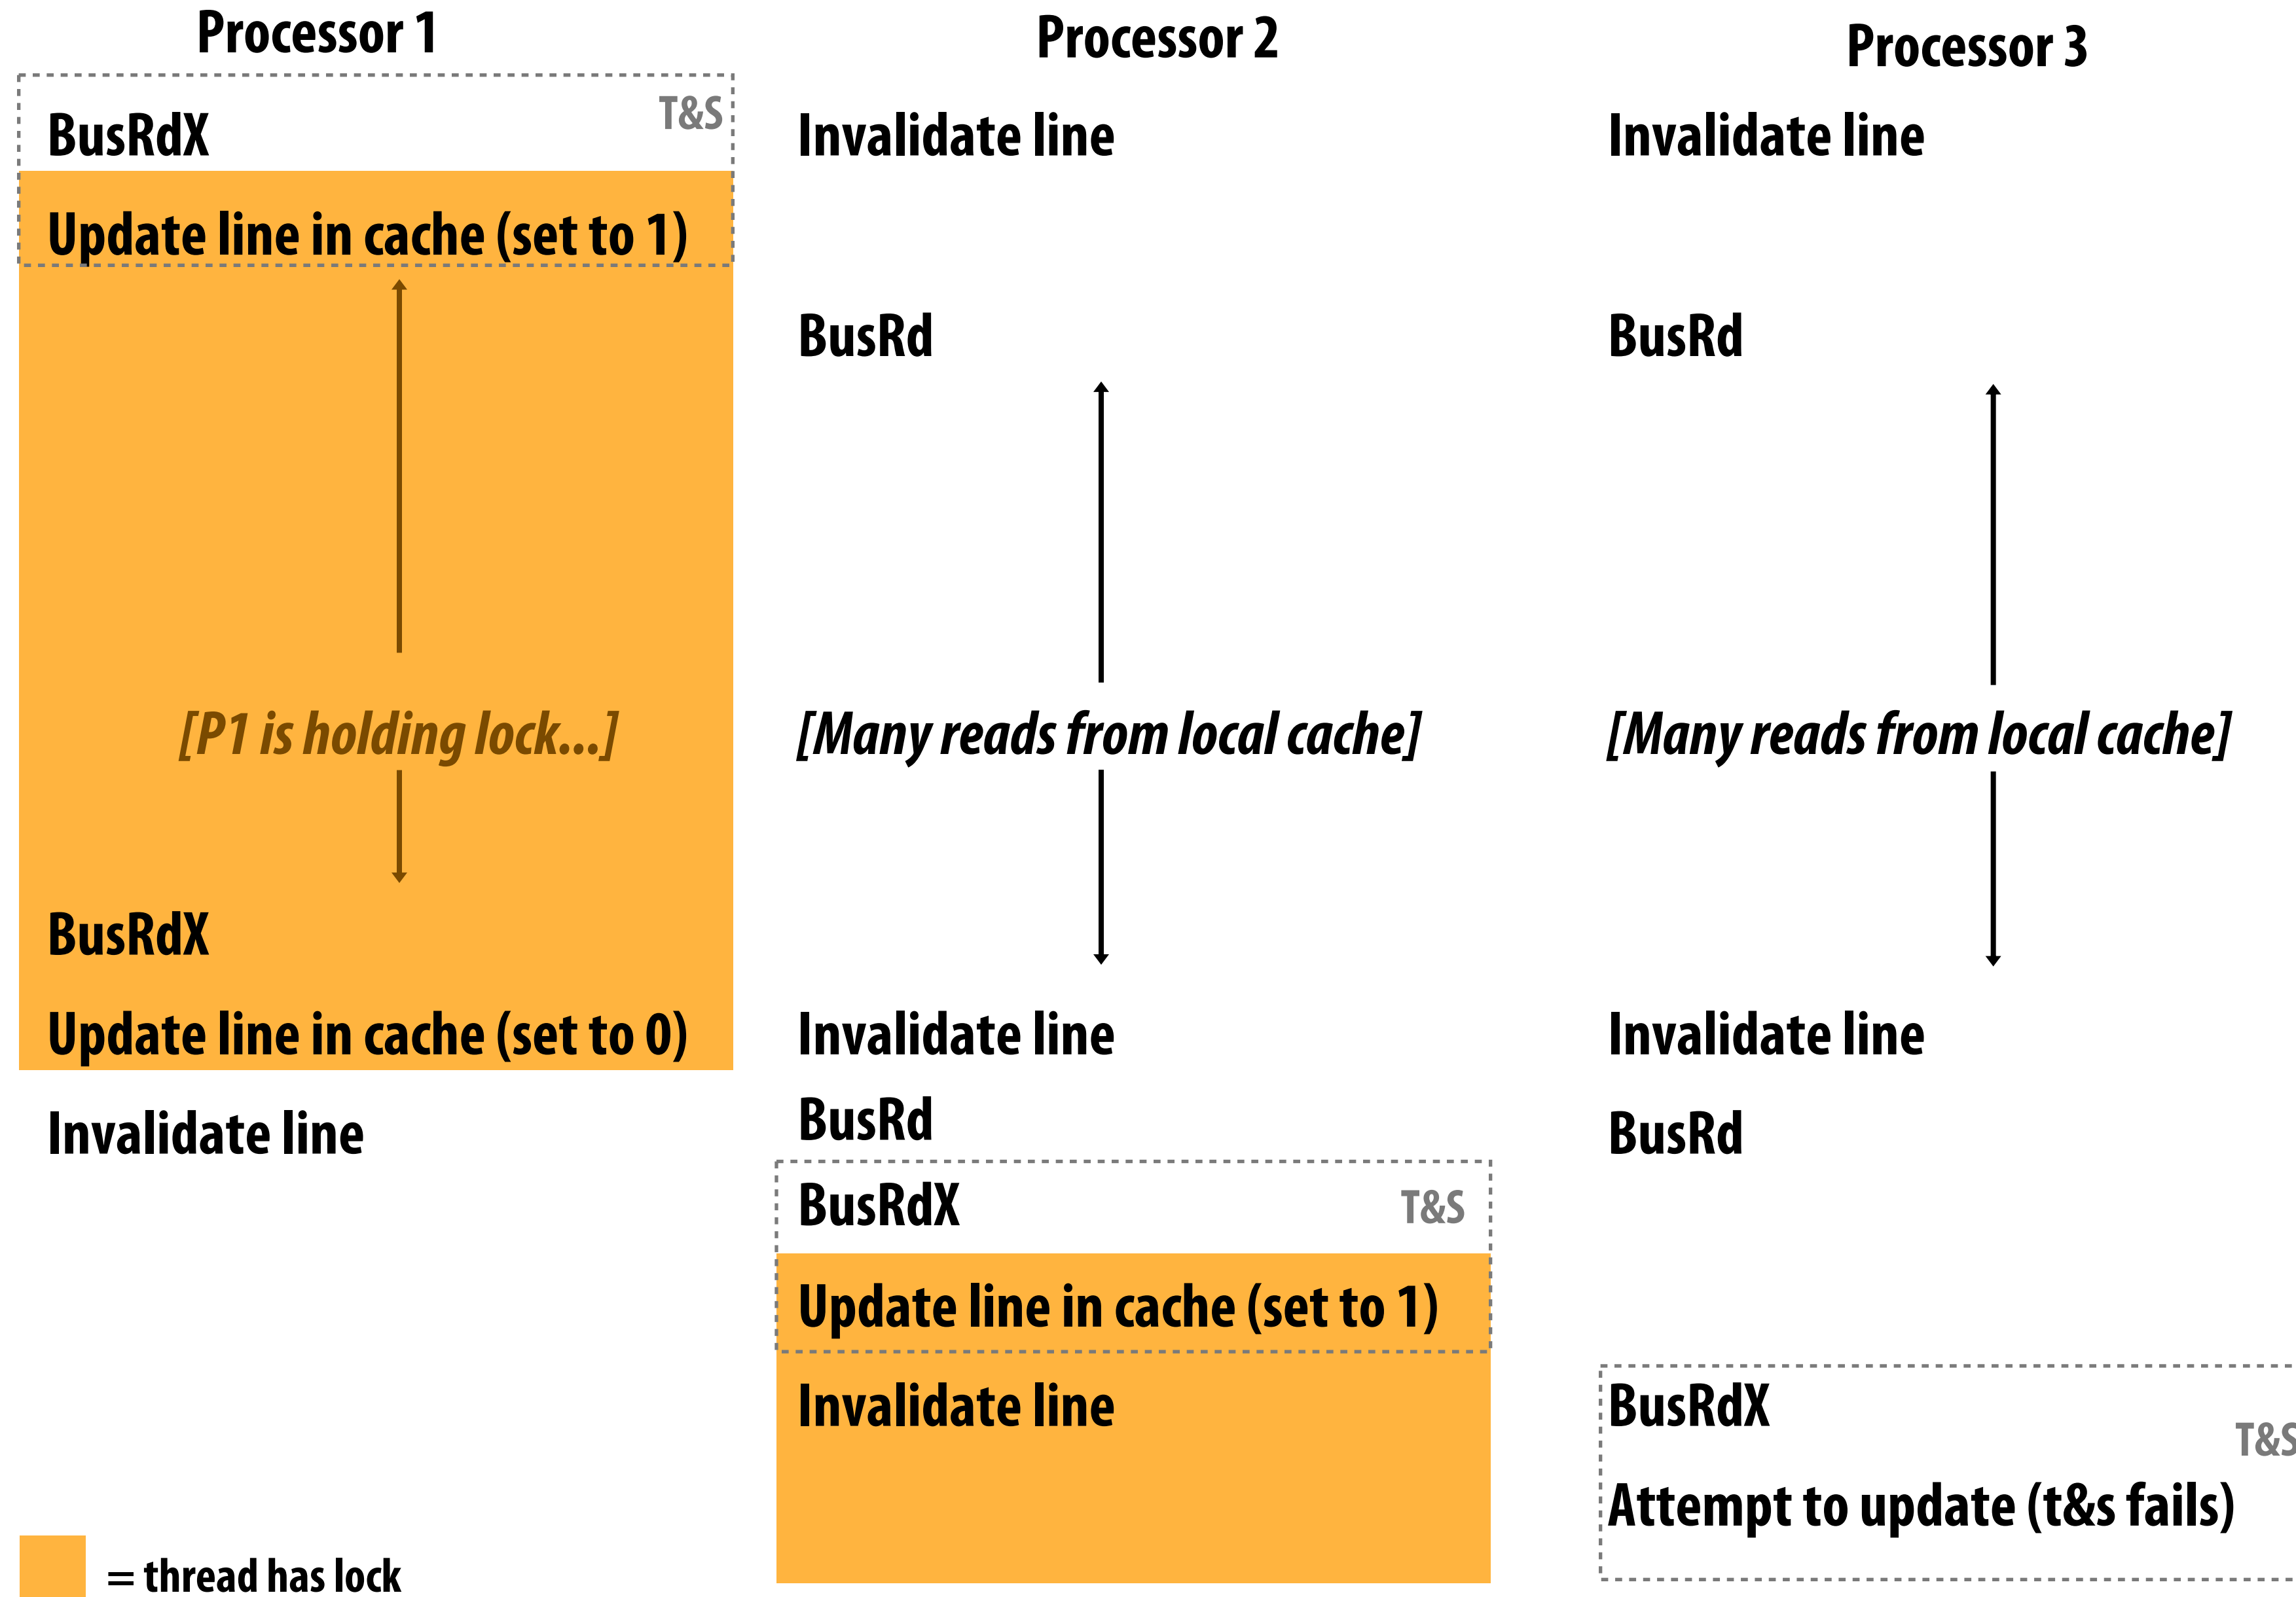 Processor 1
BusRdX
T&S
Update line in cache (set to 1)
[P1 is holding lock...]
BusRdX
Update line in cache (set to 0)
Invalidate line
Processor 2
Invalidate line
BusRd
[Many reads from local cache]
Invalidate line
BusRd
BusRdX
T&S
Update line in cache (set to 1)
Invalidate line
Processor 3
Invalidate line
BusRd
[Many reads from local cache]
Invalidate line
BusRd
BusRdX
T&S
Attempt to update (t&s fails)
= thread has lock